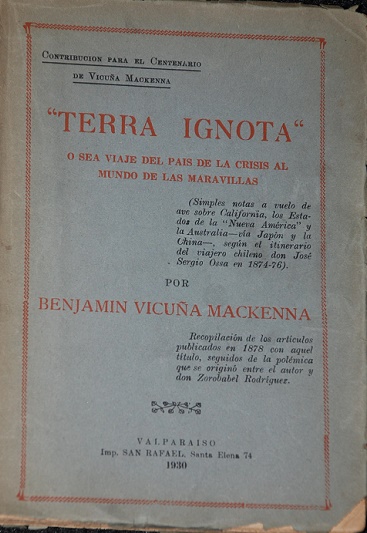 CONTRIBUCION PARA EL CENTENARIO
DE VICUÑA MACKENNA
“TERRA IGNOTA“
O SEA VIAJE DEL PAIS DE LA CRISIS AL
MUNDO DE LAS MARAVILLAS
(Simples notas a vuelo de
ave sobre California, los Esta-
dos de la "Nueva América" y
la Australia—vía Japón y la
China—, según el itinerario
del viajero chileno don José
Sergio Ossa en 1874-76).
POR
BENJAMIN VICUÑA MACKENNA
Recopilación de los artículos
publicados en 1878 con aquel
título, seguidos de la polémica
que se originó entre el autor y
don Zorobabel Rodríguez.
VALPARAISO
Imp. SAN RAFAEL. Santa Elena 74
1930